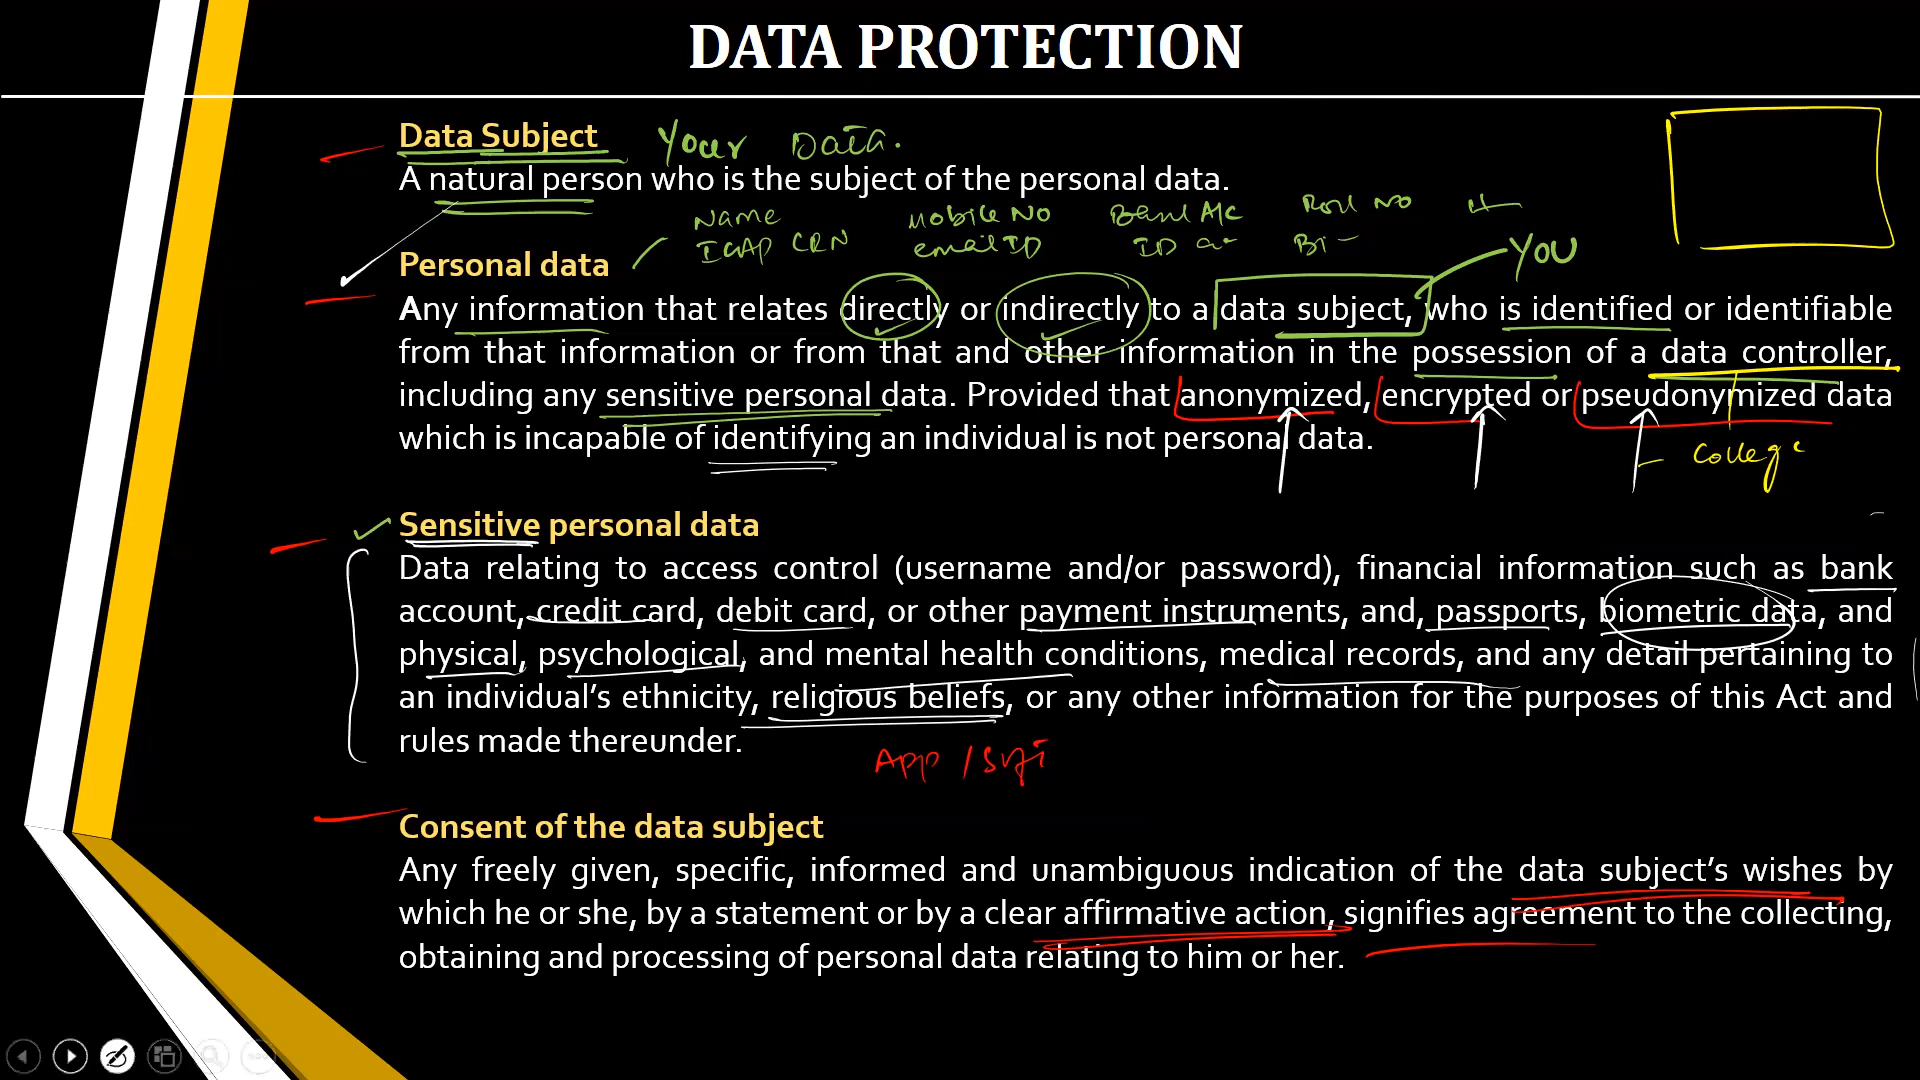 DATA PROTECTION
Data Subject Your Data.
A natural person who is the subject of the personal data.
Name Mobile No Bank A/C Roll No
ICAP CRN email ID ID
YOU
Personal data
Any information that relates directly or indirectly to a data subject, who is identified or identifiable
from that information or from that and other information in the possession of a data controller,
including any sensitive personal data. Provided that anonymized, encrypted or pseudonymized data
which is incapable of identifying an individual is not personal data.
College
Sensitive personal data
Data relating to access control (username and/or password), financial information such as bank
account, credit card, debit card, or other payment instruments, and, passports, biometric data, and
physical, psychological, and mental health conditions, medical records, and any detail pertaining to
an individual’s ethnicity, religious beliefs, or any other information for the purposes of this Act and
rules made thereunder.
App /
Consent of the data subject
Any freely given, specific, informed and unambiguous indication of the data subject’s wishes by
which he or she, by a statement or by a clear affirmative action, signifies agreement to the collecting,
obtaining and processing of personal data relating to him or her.